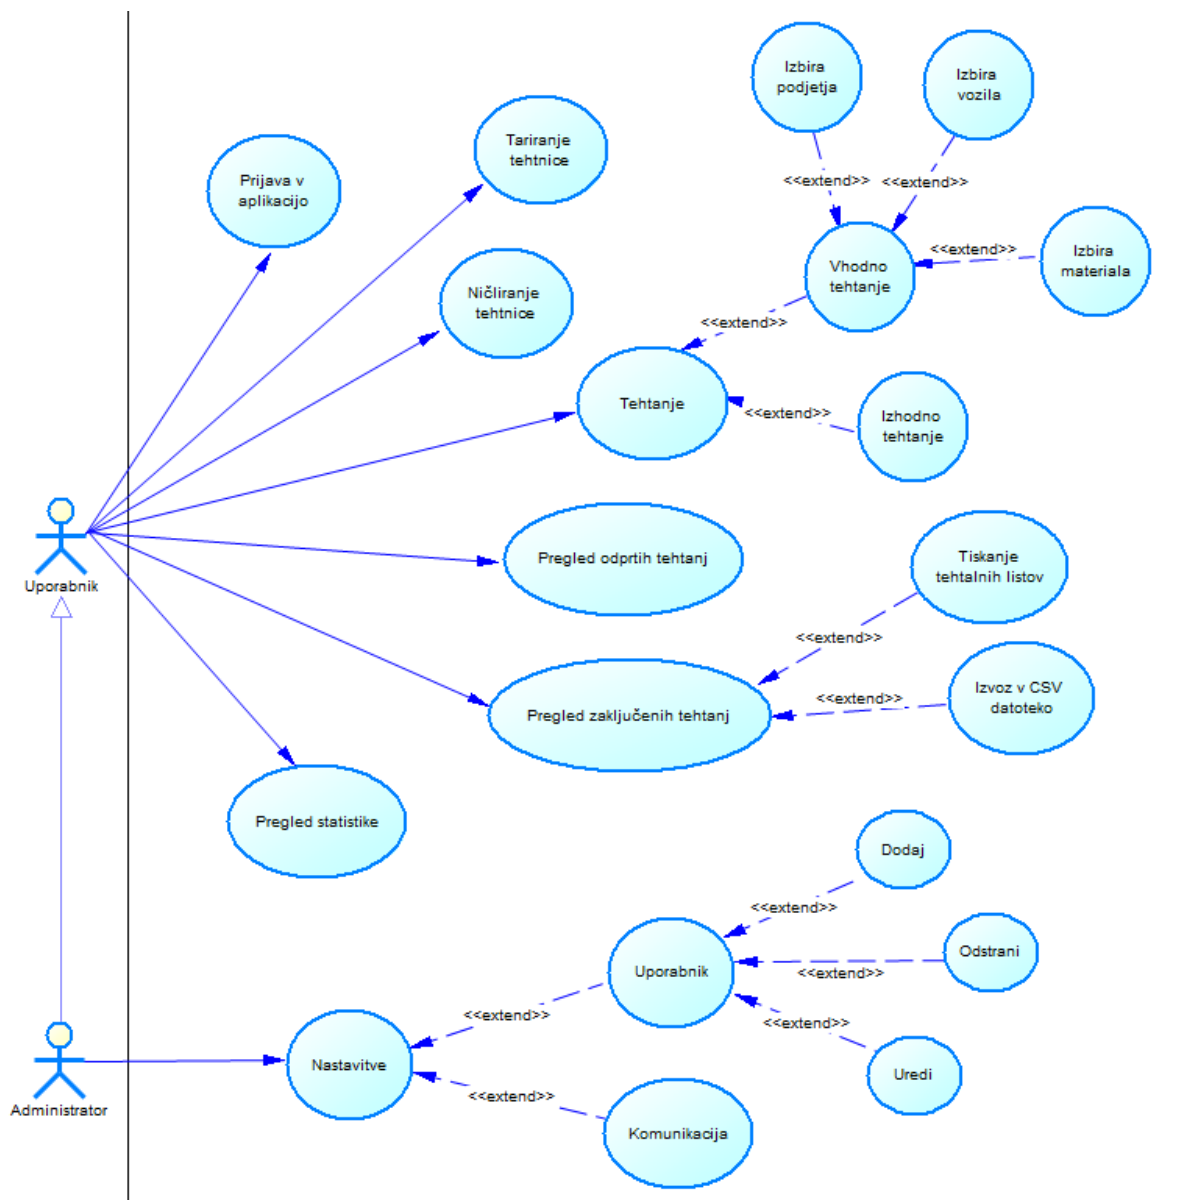 Izbira
podjetja
Izbira
vozila
Tariranje
tehtnice
Prijava v
aplikacijo
<<extend>>
<<extend>>
Izbira
materiala
<<extend>>
Vhodno
tehtanje
Ničliranje
tehtnice
<<extend>>
Tehtanje
<<extend>>
Izhodno
tehtanje
Uporabnik
Pregled odprtih tehtanj
Tiskanje
tehtalnih listov
<<extend>>
Izvoz v CSV
datoteko
<<extend>>
Pregled zaključenih tehtanj
Pregled statistike
Dodaj
<<extend>>
Odstrani
<<extend>>
Uporabnik
<<extend>>
<<extend>>
Uredi
Nastavitve
<<extend>>
Komunikacija
Administrator